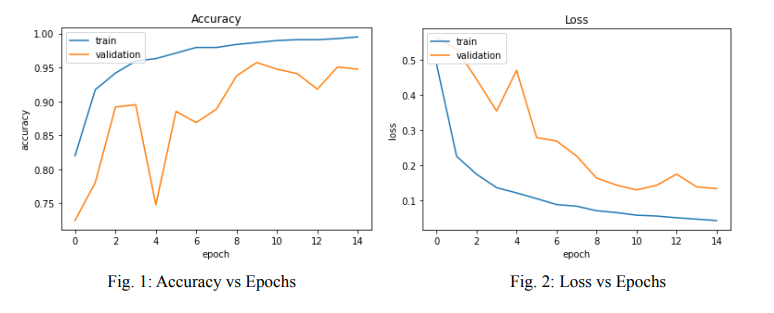 Accuracy
1.00
0.95
0.90
0.85
0.80
0.75
accuracy
train
validation
0 2 4 6 8 10 12 14
epoch
Fig. 1: Accuracy vs Epochs
Loss
0.5
0.4
0.3
0.2
0.1
loss
train
validation
0 2 4 6 8 10 12 14
epoch
Fig. 2: Loss vs Epochs